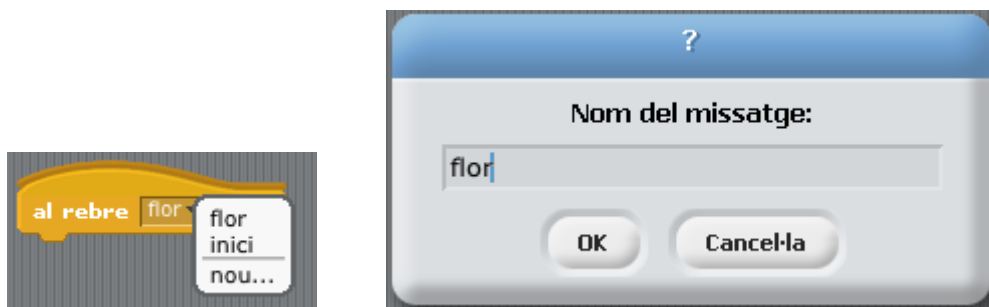 al rebre flor
flor
inici
nou...
?
Nom del missatge:
flor
OK Cancel·la